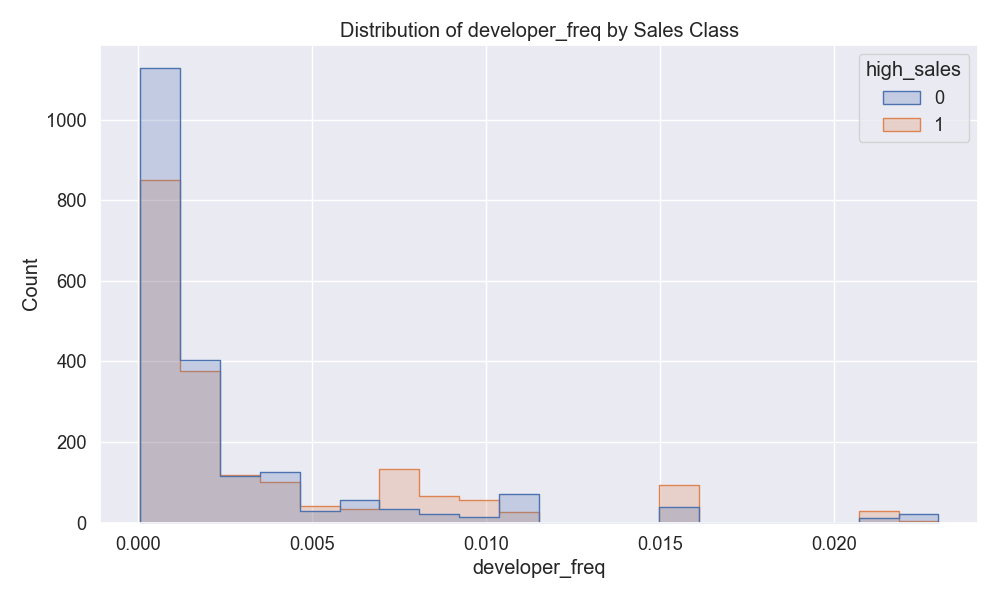 Distribution of developer_freq by Sales Class
high_sales
0
1
Count
1000
800
600
400
200
0
0.000 0.005 0.010 0.015 0.020
developer_freq